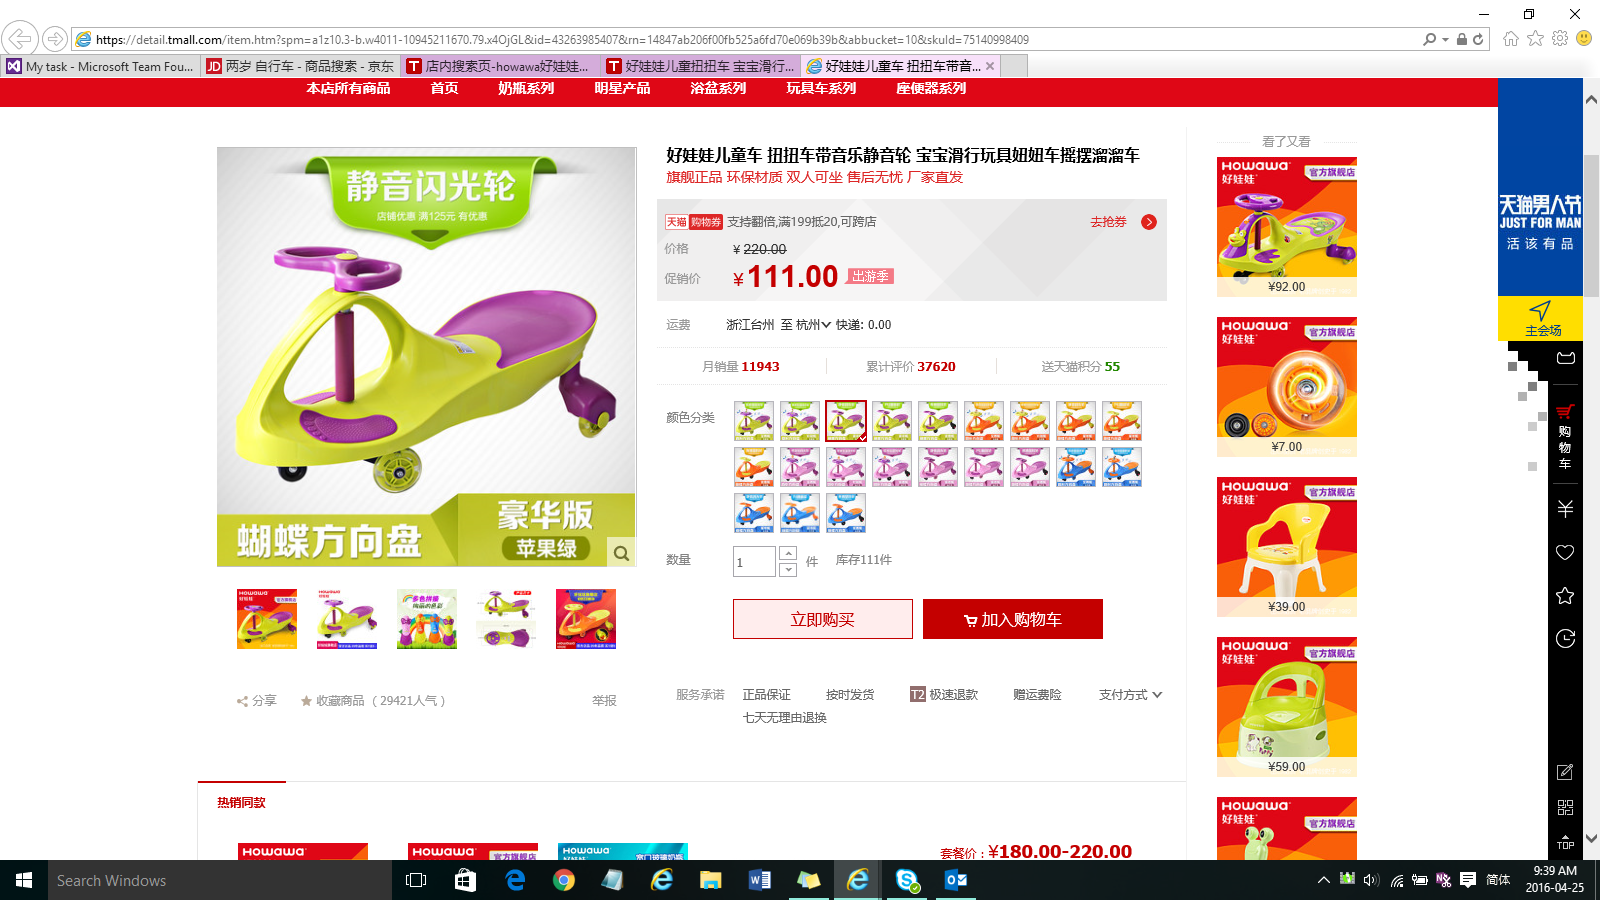 https://detail.tmall.com/item.htm?spm=a1z10.3-b.w4011-10945211670.79.x4OjGL&id=43263985407&rn=14847ab206f00fb525a6fd70e069b39b&abbucket=10&skuId=75140998409
My task - Microsoft Team Fou...
JD 两岁 自行车 - 商品搜索 - 京东
T 店内搜索页-howawa好娃娃...
T 好娃娃儿童扭扭车 宝宝滑行...
好娃娃儿童车 扭扭车带音...
本店所有商品 首页 奶瓶系列 明星产品 浴盆系列 玩具车系列 座便器系列
静音闪光轮
店铺优惠 满125元 有优惠
豪华版
蝴蝶方向盘
苹果绿
分享 收藏商品 ( 29421人气 ) 举报
好娃娃儿童车 扭扭车带音乐静音轮 宝宝滑行玩具妞妞车摇摆溜溜车
旗舰正品 环保材质 双人可坐 售后无忧 厂家直发
天猫 购物券 支持翻倍,满199抵20,可跨店 去抢券
价格 ¥ 220.00
促销价 ¥ 111.00 出游季
运费 浙江台州 至 杭州 快递: 0.00
月销量 11943 累计评价 37620 送天猫积分 55
颜色分类
数量 1 件 库存111件
立即购买 加入购物车
服务承诺 正品保证 按时发货 T2 极速退款 赠运费险 支付方式
七天无理由退换
热销同款
Howawa
Howawa 官方旗舰店
Howawa
套餐价：¥180.00-220.00
看了又看
Howawa
好娃娃 官方旗舰店
¥92.00
Howawa
好娃娃 官方旗舰店
¥7.00
Howawa
好娃娃 官方旗舰店
¥39.00
Howawa
好娃娃 官方旗舰店
¥59.00
Howawa
好娃娃 官方旗舰店
天猫男人节
JUST FOR MAN
活该有品
主会场
购物车
TOP
Search Windows
简体
9:39 AM
2016-04-25